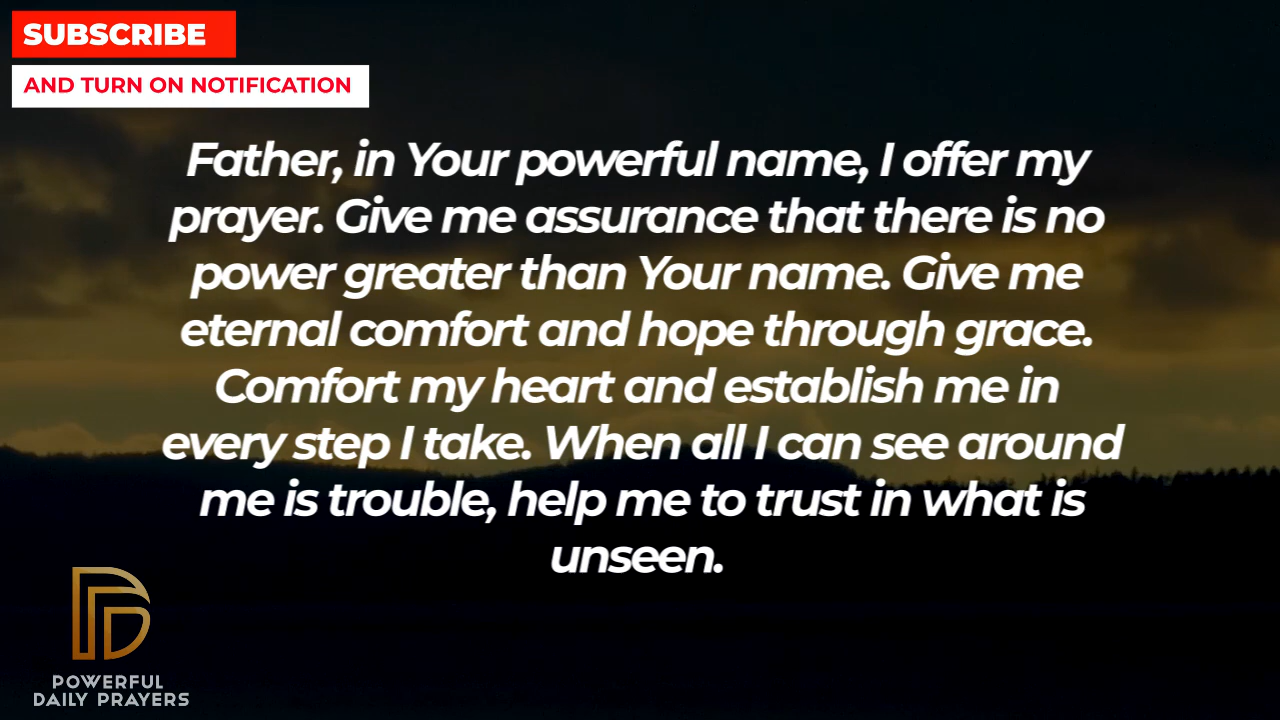 SUBSCRIBE
AND TURN ON NOTIFICATION
Father, in Your powerful name, I offer my
prayer. Give me assurance that there is no
power greater than Your name. Give me
eternal comfort and hope through grace.
Comfort my heart and establish me in
every step I take. When all I can see around
me is trouble, help me to trust in what is
unseen.
POWERFUL
DAILY PRAYERS